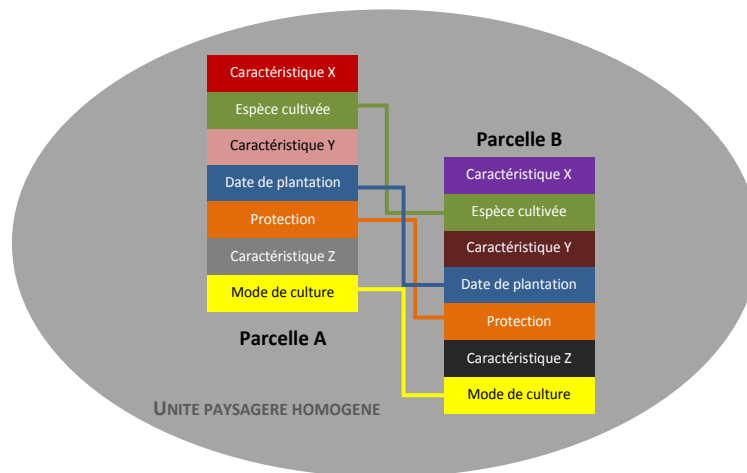 Caractéristique X
Espèce cultivée
Caractéristique Y
Date de plantation
Protection
Caractéristique Z
Mode de culture
Parcelle A
Parcelle B
Caractéristique X
Espèce cultivée
Caractéristique Y
Date de plantation
Protection
Caractéristique Z
Mode de culture
UNITE PAYSAGERE HOMOGENE